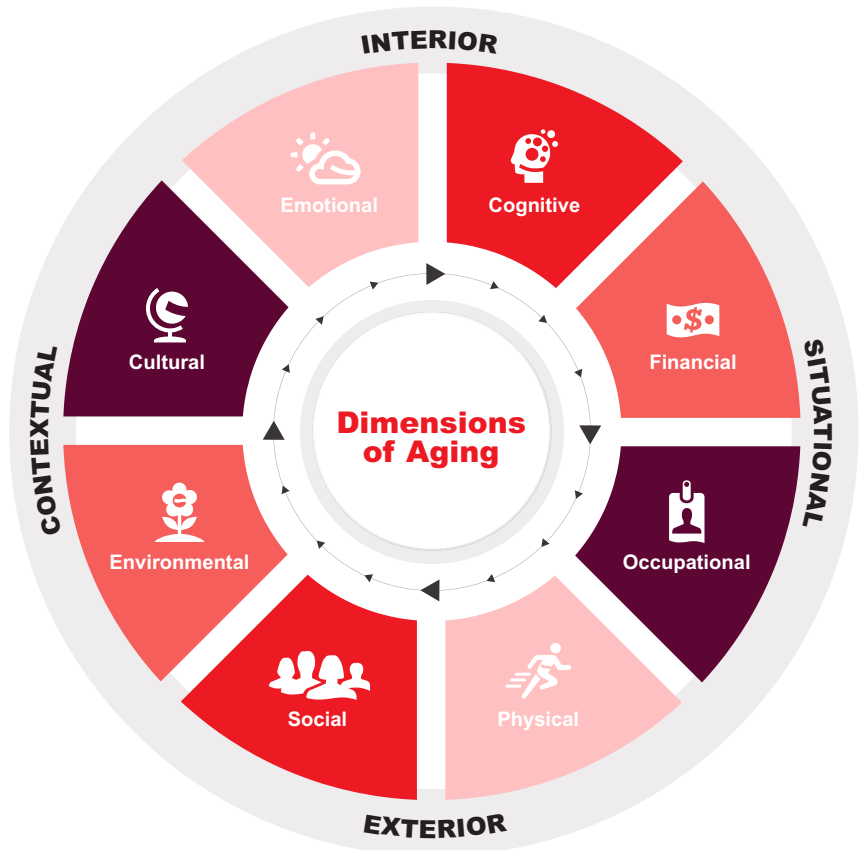 INTERIOR
Emotional
Cognitive
Cultural
Financial
CONTEXTUAL
SITUATIONAL
Dimensions
of Aging
Environmental
Occupational
Social
Physical
EXTERIOR
$